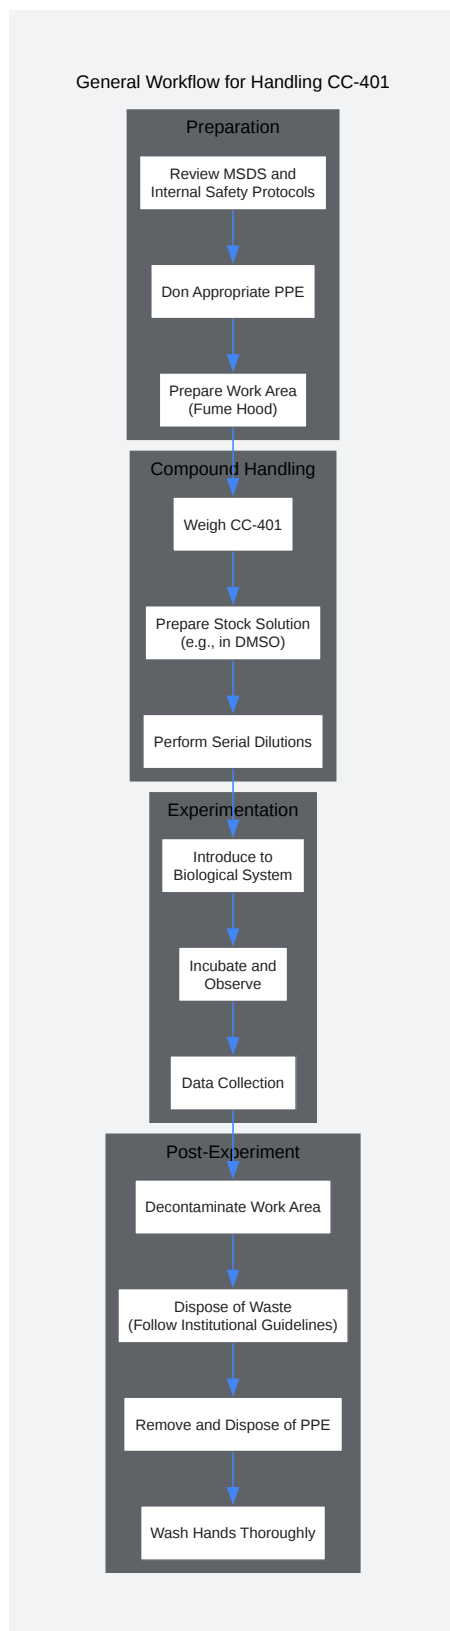 General Workflow for Handling CC-401
Preparation
Review MSDS and
Internal Safety Protocols
Don Appropriate PPE
Prepare Work Area
(Fume Hood)
Compound Handling
Weigh CC-401
Prepare Stock Solution
(e.g., in DMSO)
Perform Serial Dilutions
Experimentation
Introduce to
Biological System
Incubate and
Observe
Data Collection
Post-Experiment
Decontaminate Work Area
Dispose of Waste
(Follow Institutional Guidelines)
Remove and Dispose of PPE
Wash Hands Thoroughly